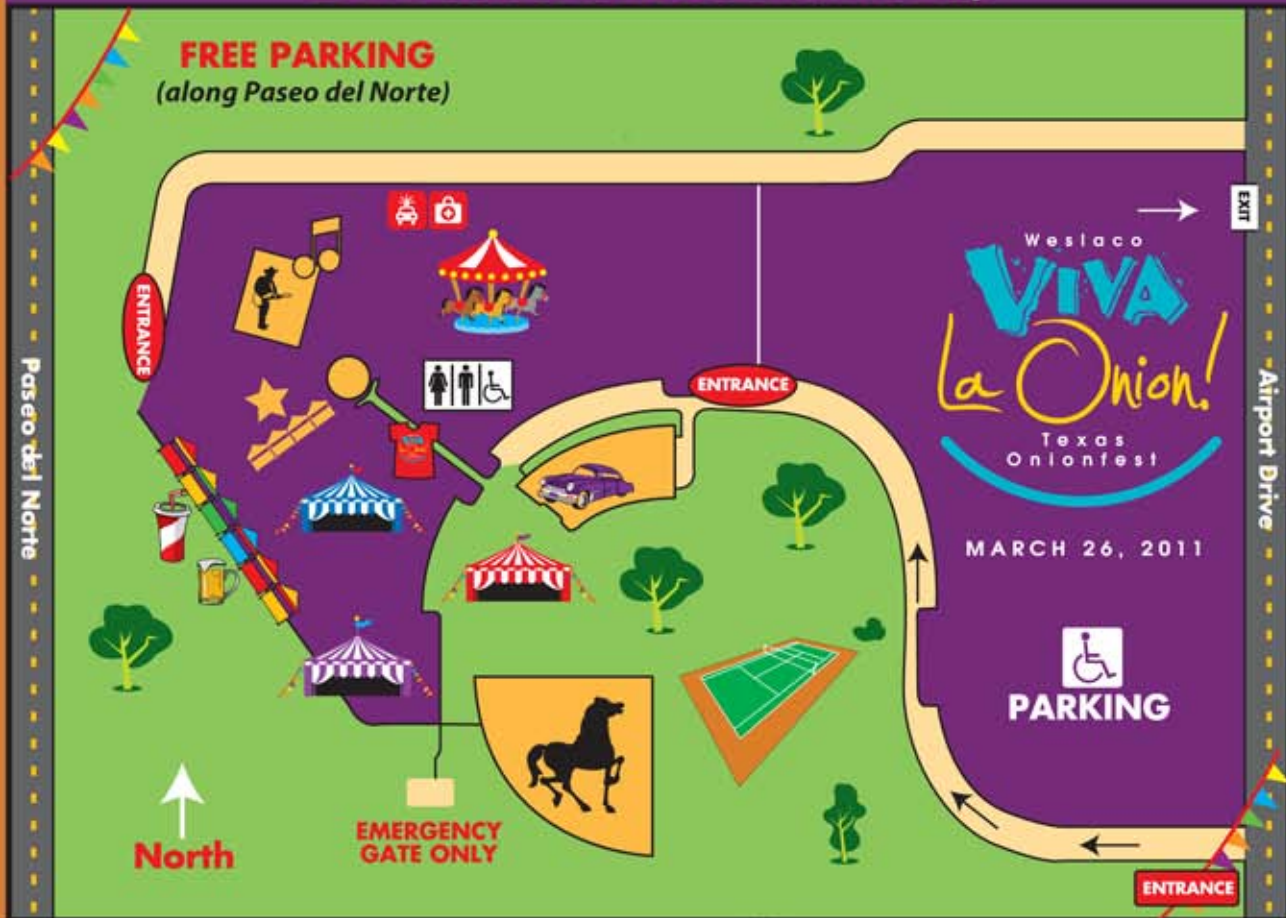 FREE PARKING
(along Paseo del Norte)
EXIT
Weslaco
VIVA
La Onion!
Texas
Onionfest
MARCH 26, 2011
ENTRANCE
ENTRANCE
Paseo del Norte
Airport Drive
PARKING
North
EMERGENCY
GATE ONLY
ENTRANCE